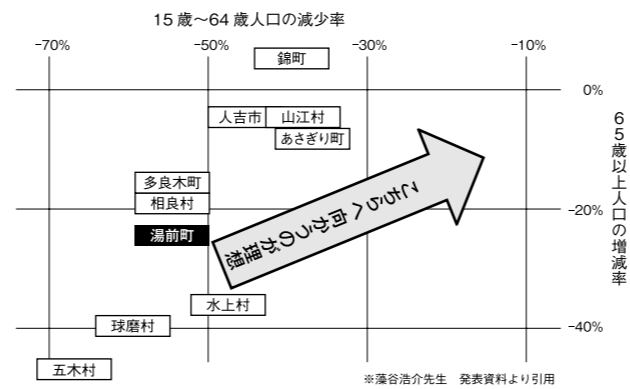 15歳〜64歳人口の減少率
-70%
-50%
-30%
-10%
錦町
0%
人吉市
山江村
あさぎり町
65歳以上人口の増減率
多良木町
相良村
-20%
湯前町
こちらへ向かうのが理想
水上村
球磨村
-40%
五木村
※藻谷浩介先生 発表資料より引用